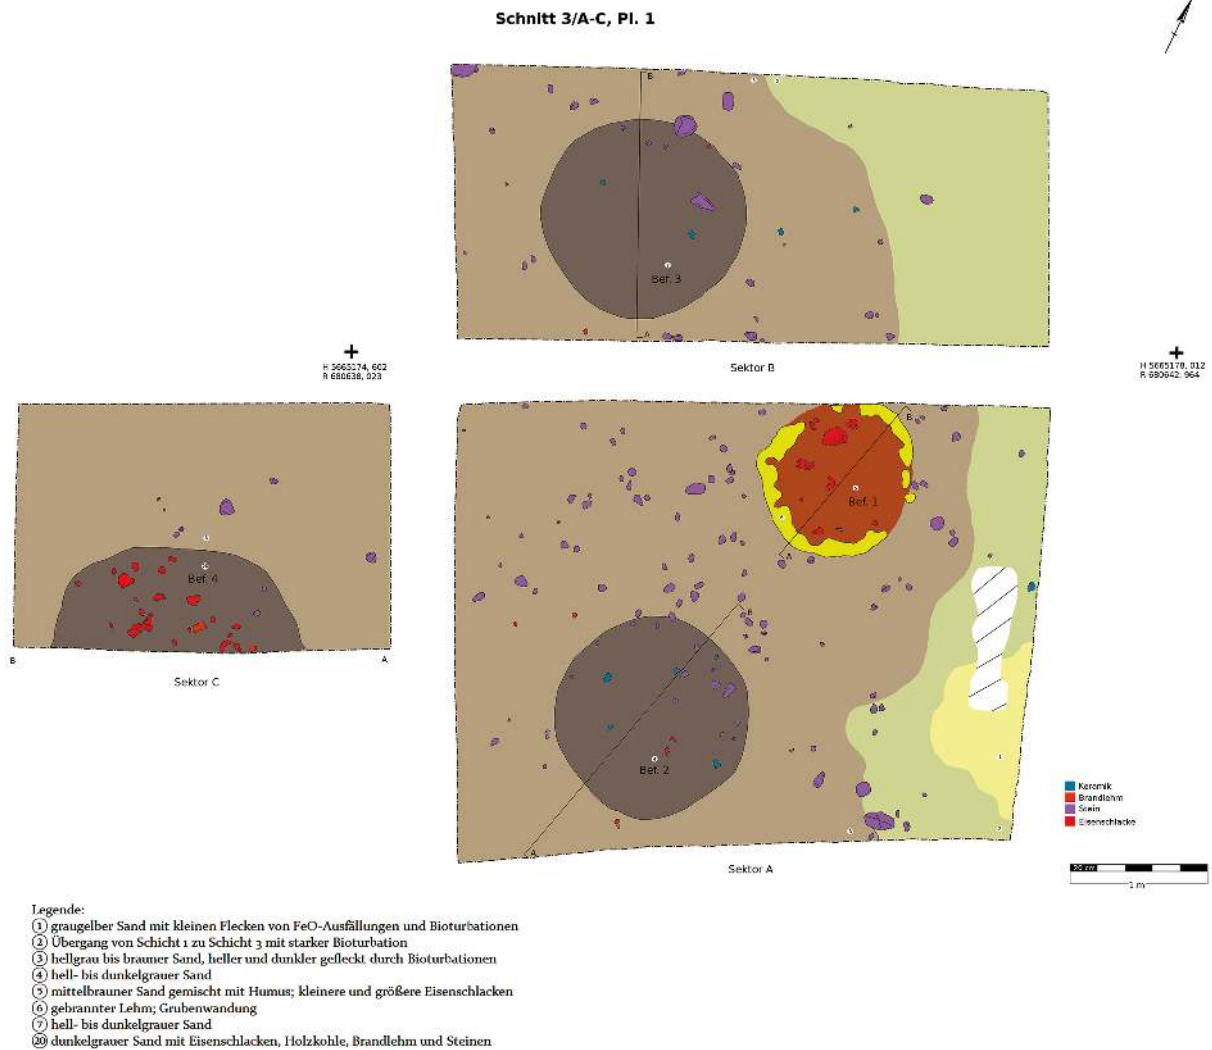 Schnitt 3/A-C, Pl. 1
B
Bef. 3
A
Sektor B
H 5665174, 602
R 680638, 023
H 5665178, 012
R 680642, 964
B
Bef. 1
A
Bef. 4
B
A
Sektor C
B
Bef. 2
A
Sektor A
Keramik
Brandlehm
Stein
Eisenschlacke
20 cm
1 m
Legende:
1 graugelber Sand mit kleinen Flecken von FeO-Ausfällungen und Bioturbationen
2 Übergang von Schicht 1 zu Schicht 3 mit starker Bioturbation
3 hellgrau bis brauner Sand, heller und dunkler gefleckt durch Bioturbationen
4 hell- bis dunkelgrauer Sand
5 mittelbrauner Sand gemischt mit Humus; kleinere und größere Eisenschlacken
6 gebrannter Lehm; Grubenwandung
7 hell- bis dunkelgrauer Sand
20 dunkelgrauer Sand mit Eisenschlacken, Holzkohle, Brandlehm und Steinen